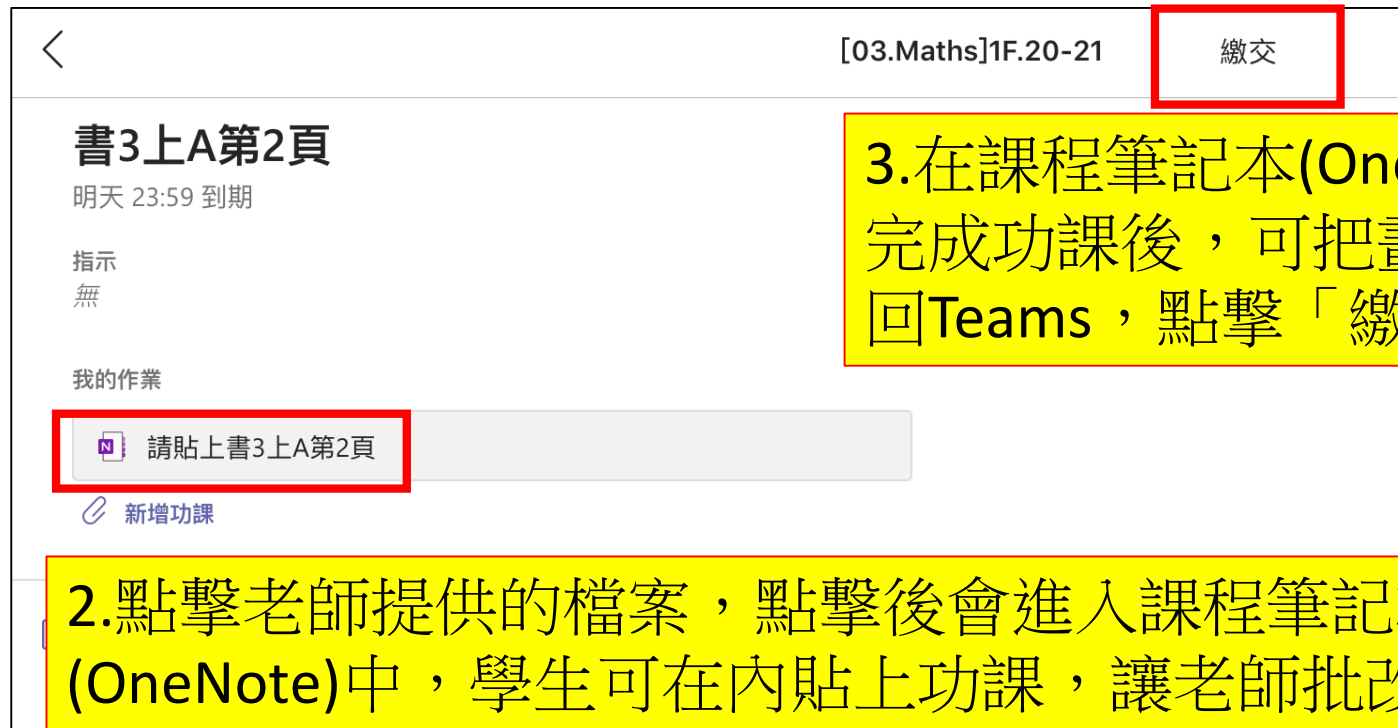 [03.Maths]1F.20-21
繳交
書3上A第2頁
明天 23:59 到期
3.在課程筆記本(On
完成功課後，可把
回Teams，點擊「繳
指示
無
我的作業
請貼上書3上A第2頁
新增功課
2.點擊老師提供的檔案，點擊後會進入課程筆記
(OneNote)中，學生可在內貼上功課，讓老師批改